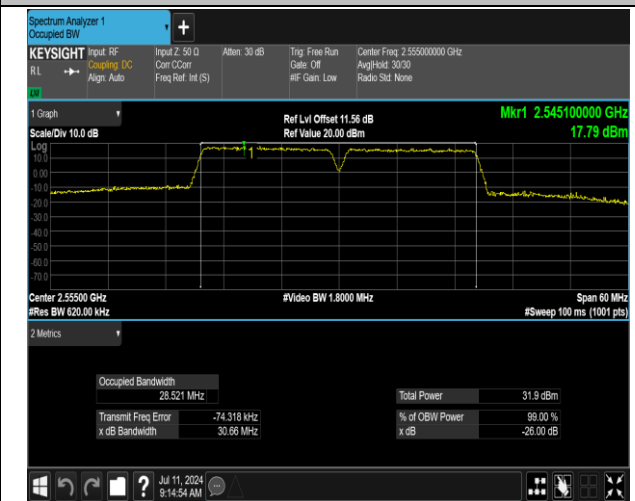 Spectrum Analyzer 1
Occupied BW
+
KEYSIGHT Input: RF Input Z: 50 Ω Atten: 30 dB Trig: Free Run Center Freq: 2.555000000 GHz
RL Coupling: DC Corr CCorr Gate: Off Avg|Hold: 30/30
Align: Auto Freq Ref: Int (S) #IF Gain: Low Radio Std: None
LXI
1 Graph Ref Lvl Offset 11.56 dB Mkr1 2.545100000 GHz
Scale/Div 10.0 dB Ref Value 20.00 dBm 17.79 dBm
Log
10.0
0.00
-10.0
-20.0
-30.0
-40.0
-50.0
-60.0
-70.0
1
Center 2.55500 GHz #Video BW 1.8000 MHz Span 60 MHz
#Res BW 620.00 kHz #Sweep 100 ms (1001 pts)
2 Metrics
Occupied Bandwidth
28.521 MHz Total Power 31.9 dBm
Transmit Freq Error -74.318 kHz % of OBW Power 99.00 %
x dB Bandwidth 30.66 MHz x dB -26.00 dB
? Jul 11, 2024
9:14:54 AM